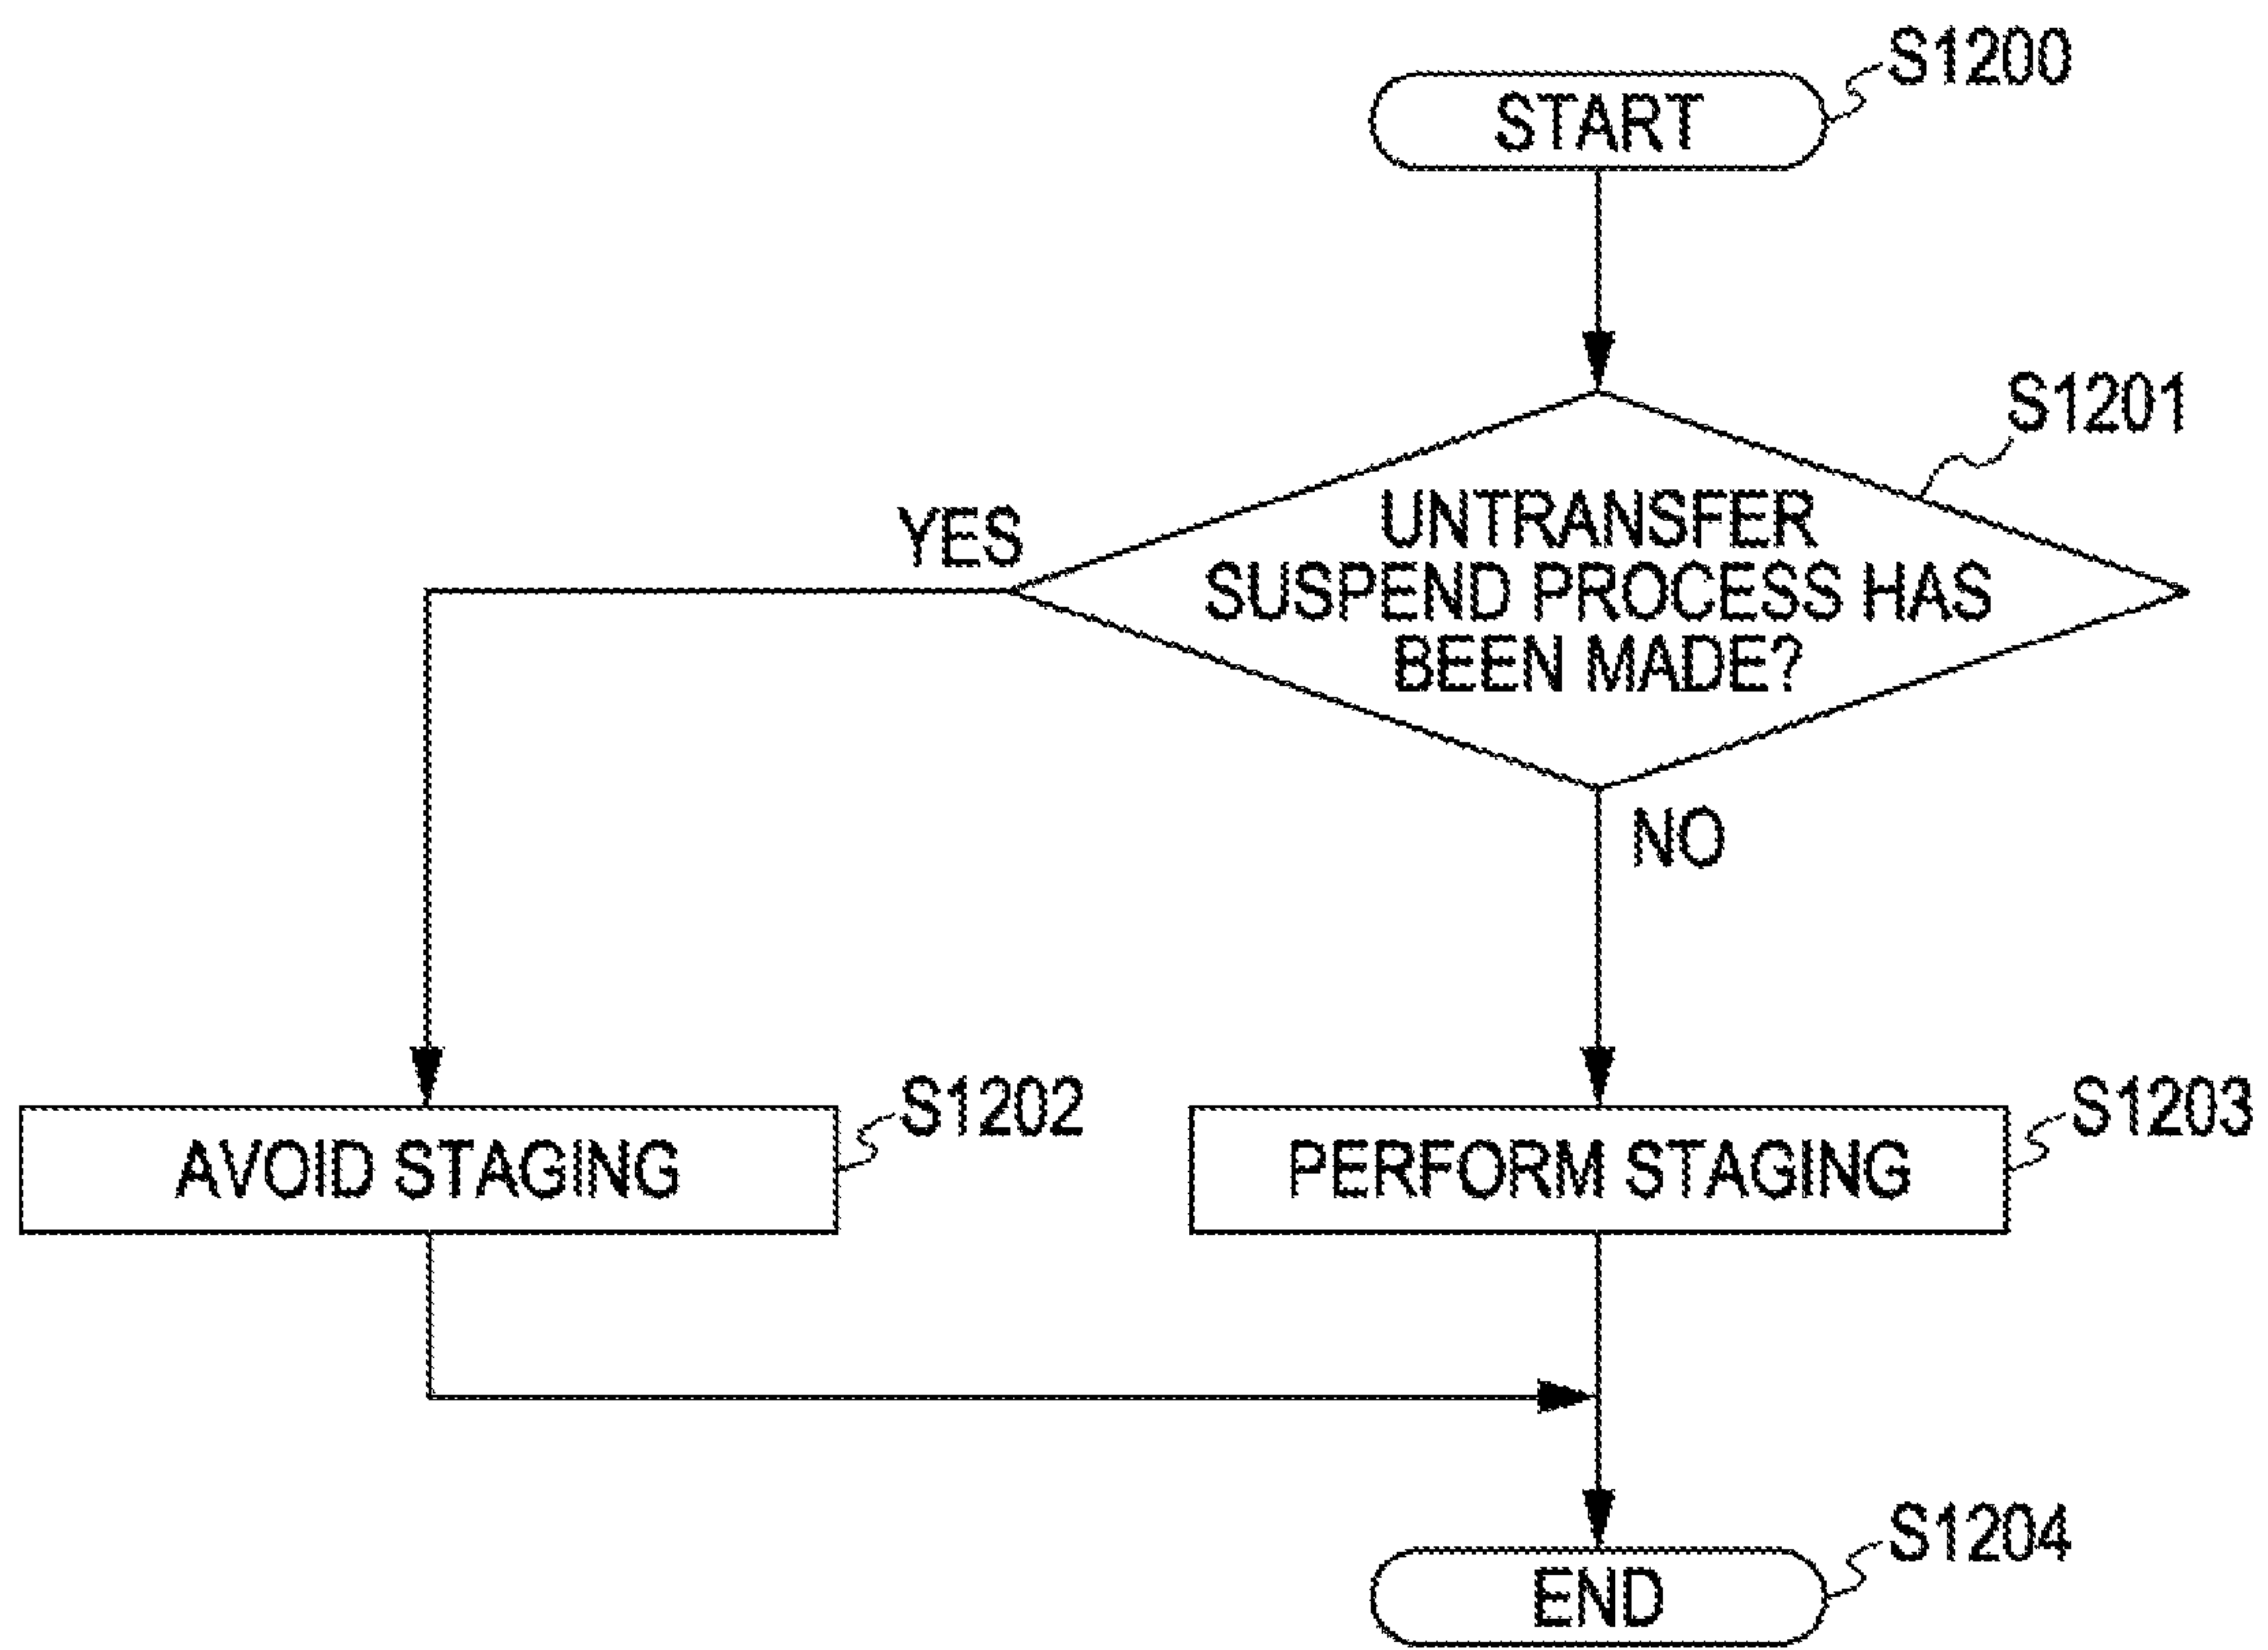 S1200
START
S1201
UNTRANSFER
SUSPEND PROCESS HAS
BEEN MADE?
YES
NO
S1202
AVOID STAGING
S1203
PERFORM STAGING
S1204
END